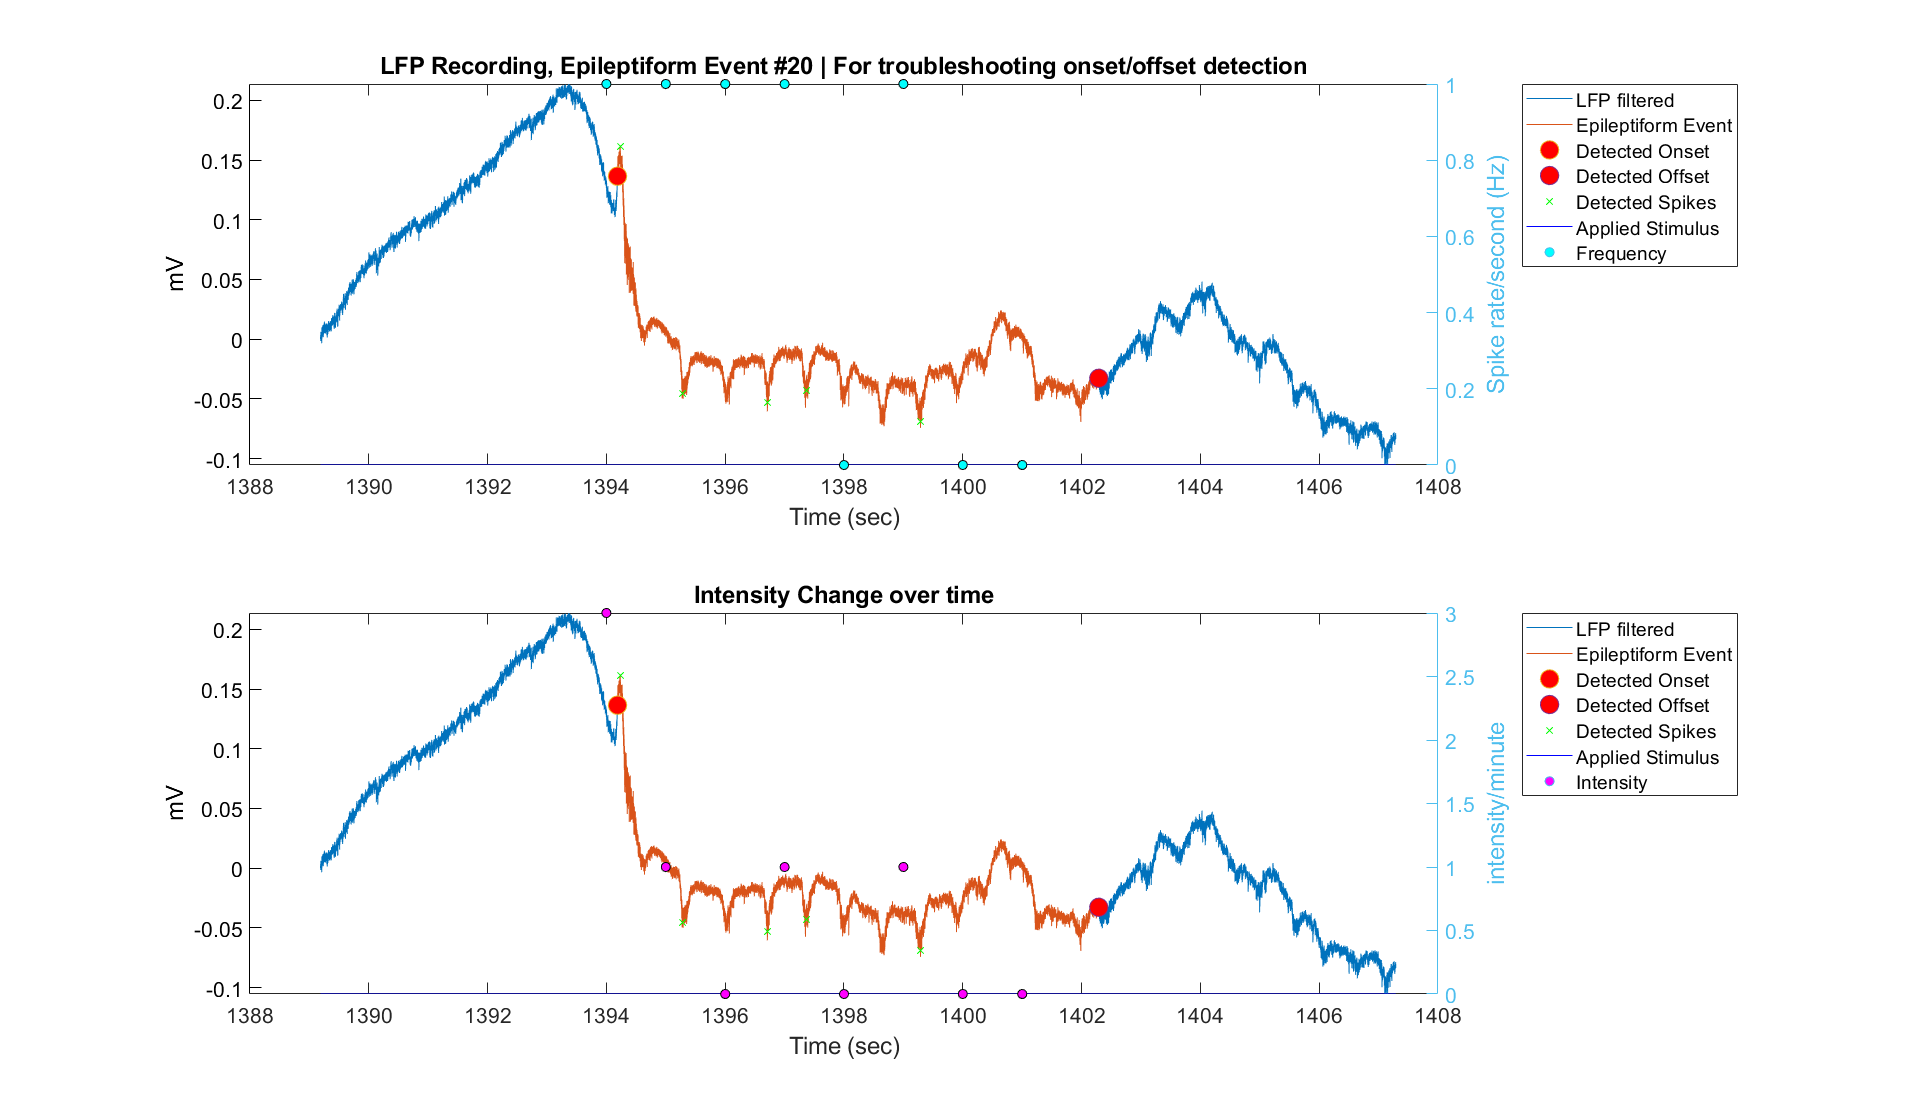 LFP Recording, Epileptiform Event #20 | For troubleshooting onset/offset detection
0.2
0.15
0.1
0.05
0
-0.05
-0.1
mV
1388 1390 1392 1394 1396 1398 1400 1402 1404 1406 1408
Time (sec)
1
0.8
0.6
0.4
0.2
0
Spike rate/second (Hz)
LFP filtered
Epileptiform Event
Detected Onset
Detected Offset
Detected Spikes
Applied Stimulus
Frequency
Intensity Change over time
0.2
0.15
0.1
0.05
0
-0.05
-0.1
mV
1388 1390 1392 1394 1396 1398 1400 1402 1404 1406 1408
Time (sec)
3
2.5
2
1.5
1
0.5
0
intensity/minute
LFP filtered
Epileptiform Event
Detected Onset
Detected Offset
Detected Spikes
Applied Stimulus
Intensity